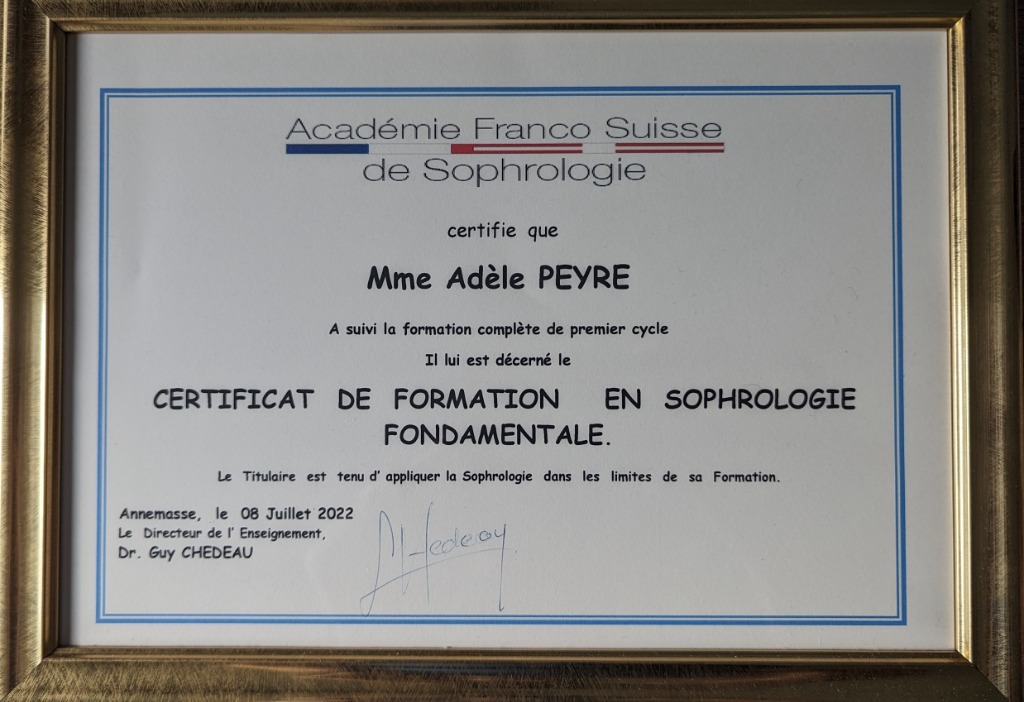 Académie Franco Suisse
de Sophrologie
certifie que
Mme Adèle PEYRE
A suivi la formation complète de premier cycle
Il lui est décerné le
CERTIFICAT DE FORMATION EN SOPHROLOGIE
FONDAMENTALE.
Le Titulaire est tenu d' appliquer la Sophrologie dans les limites de sa Formation.
Annemasse, le 08 Juillet 2022
Le Directeur de l' Enseignement,
Dr. Guy CHEDEAU